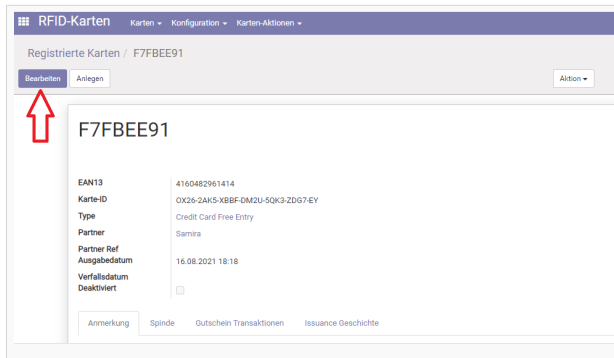 RFID-Karten Karten Konfiguration Karten-Aktionen
Registrierte Karten / F7FBEE91
Bearbeiten Anlegen Aktion
F7FBEE91
EAN13 4160482961414
Karte-ID OX26-2AK5-XBBF-DM2U-5QK3-ZDG7-EY
Type Credit Card Free Entry
Partner Samira
Partner Ref
Ausgabedatum 16.08.2021 18:18
Verfallsdatum
Deaktiviert
Anmerkung Spinde Gutschein Transaktionen Issuance Geschichte